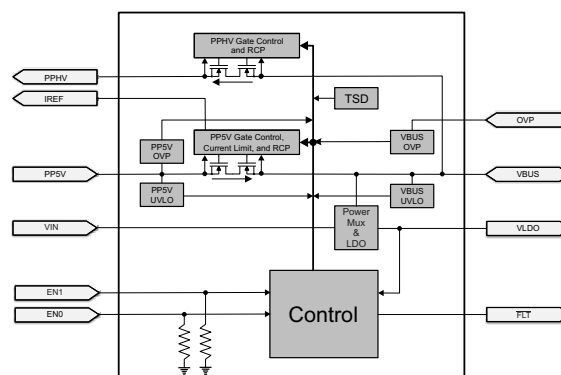 PPHV Gate Control
and RCP
PPHV
IREF
TSD
OVP
PP5V
OVP
PP5V Gate Control,
Current Limit, and RCP
VBUS
OVP
PP5V
VBUS
PP5V
UVLO
VBUS
UVLO
VIN
Power
Mux
&
LDO
VLDO
EN1
EN0
Control
FLT